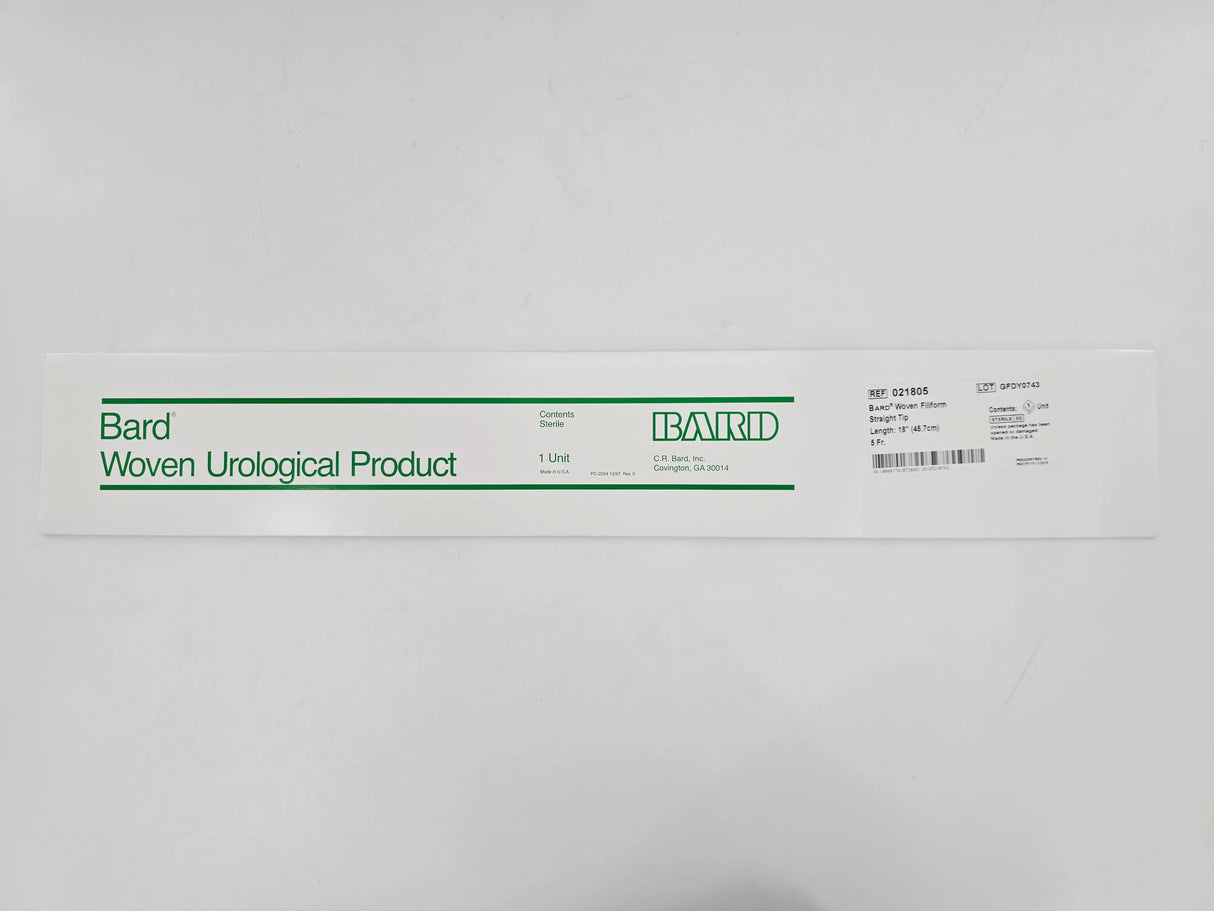 Bard®
Woven Urological Product
Contents
Sterile
1 Unit
Made in U.S.A.
PC-2294 12/97 Rev. 0
BARD
C.R. Bard, Inc.
Covington, GA 30014
REF 021805
BARD® Woven Filiform
Straight Tip
Length: 18" (45.7cm)
5 Fr.
LOT GFDY0743
Contents: 1 Unit
STERILE EO
Unless package has been
opened or damaged.
Made in the U.S.A.